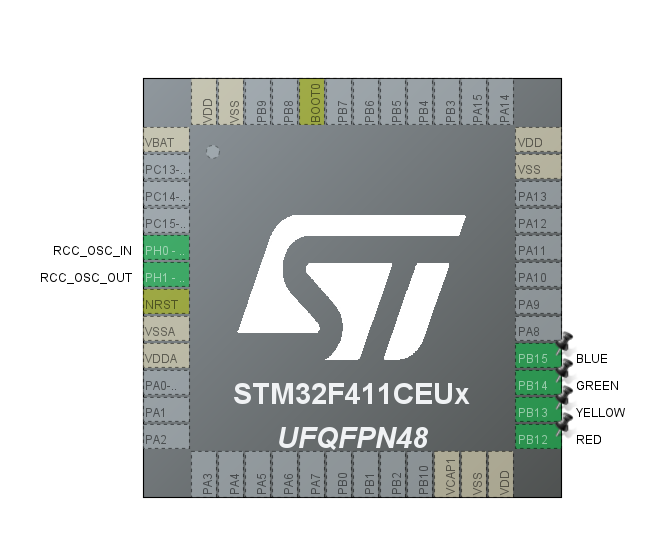 VDD
VSS
PB9
PB8
BOOT0
PB7
PB6
PB5
PB4
PB3
PA15
PA14
VBAT
PC13-..
PC14-..
PC15-..
RCC_OSC_IN PH0 - ..
RCC_OSC_OUT PH1 - ..
NRST
VSSA
VDDA
PA0-..
PA1
PA2
ST
STM32F411CEUx
UFQFPN48
VDD
VSS
PA13
PA12
PA11
PA10
PA9
PA8
PB15 BLUE
PB14 GREEN
PB13 YELLOW
PB12 RED
PA3
PA4
PA5
PA6
PA7
PB0
PB1
PB2
PB10
VCAP1
VSS
VDD